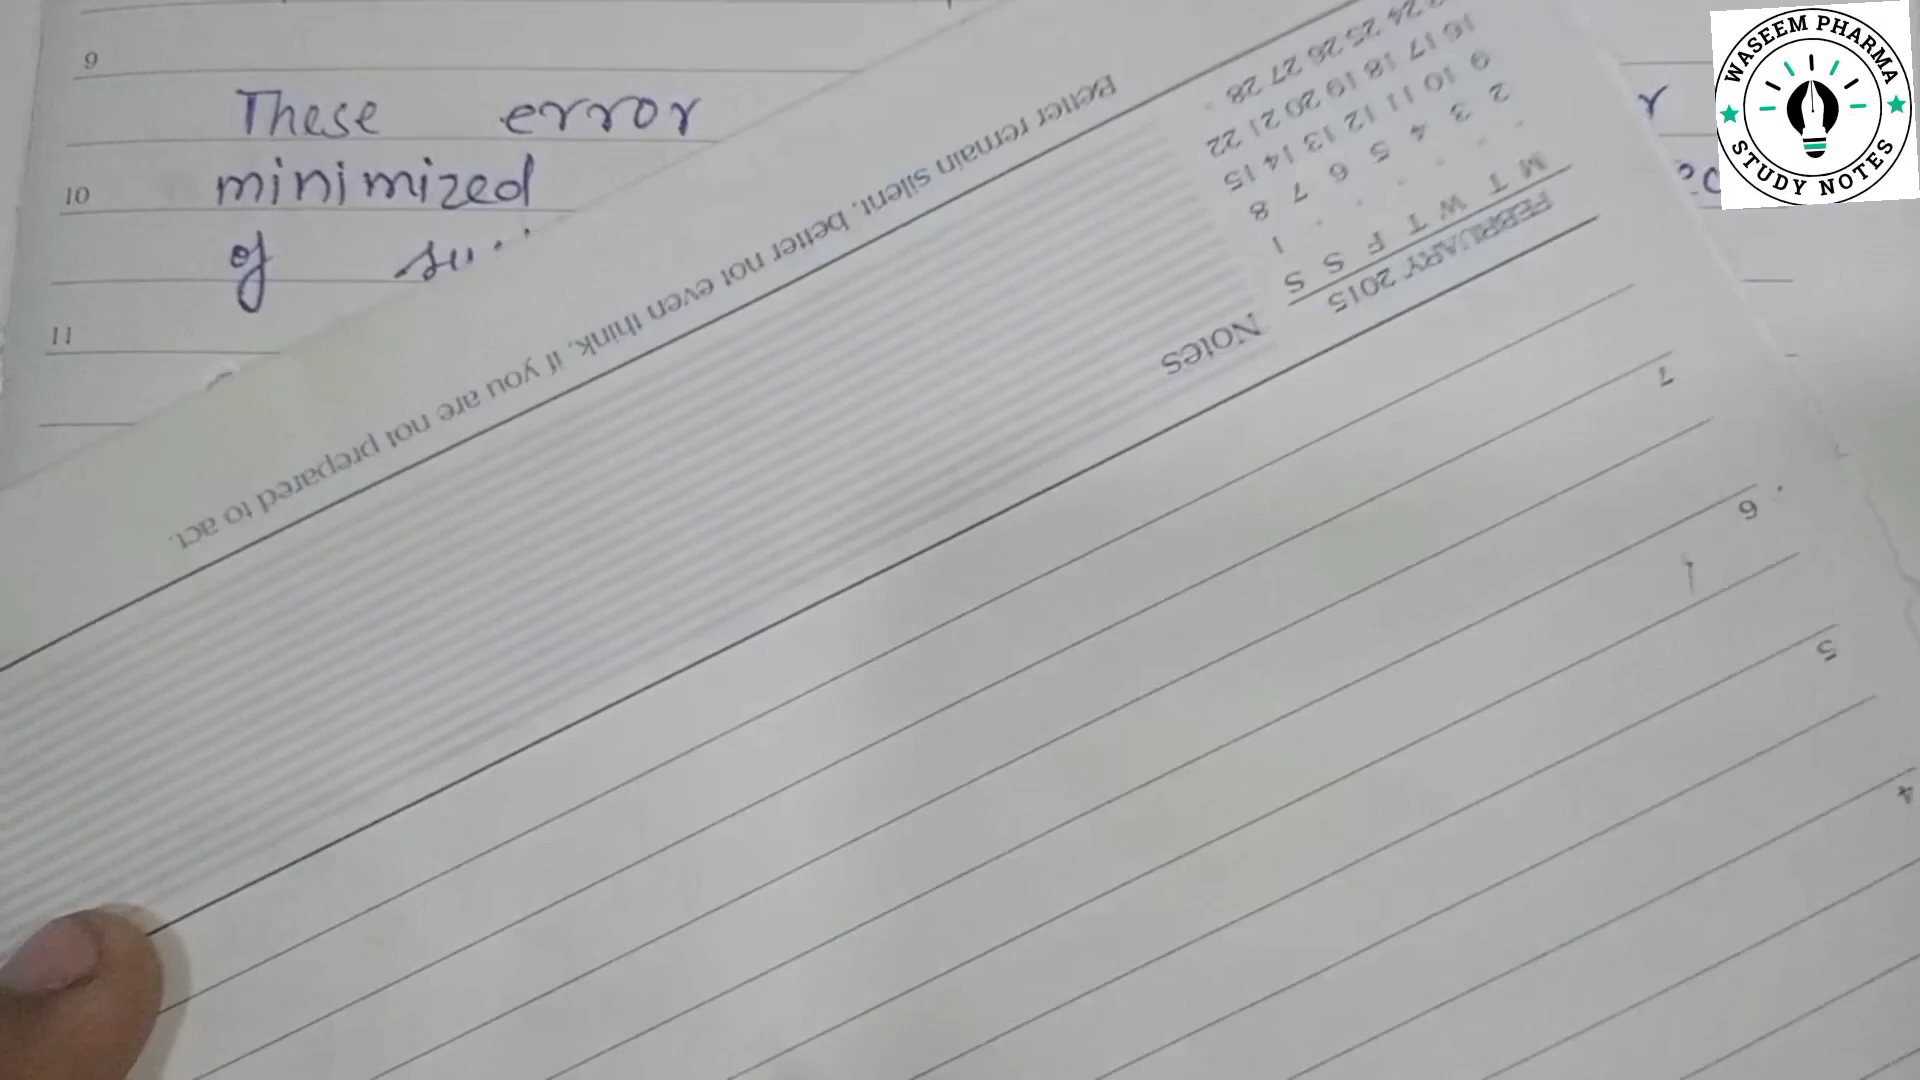 9
These error
10
minimized
of
11
WASEEM PHARMA
STUDY NOTES
Better remain silent, better not even think, if you are not prepared to act.
Notes
FEBRUARY 2015
M T W T F S S
1
2 3 4 5 6 7 8
9 10 11 12 13 14 15
16 17 18 19 20 21 22
24 25 26 27 28
7
6
5
4